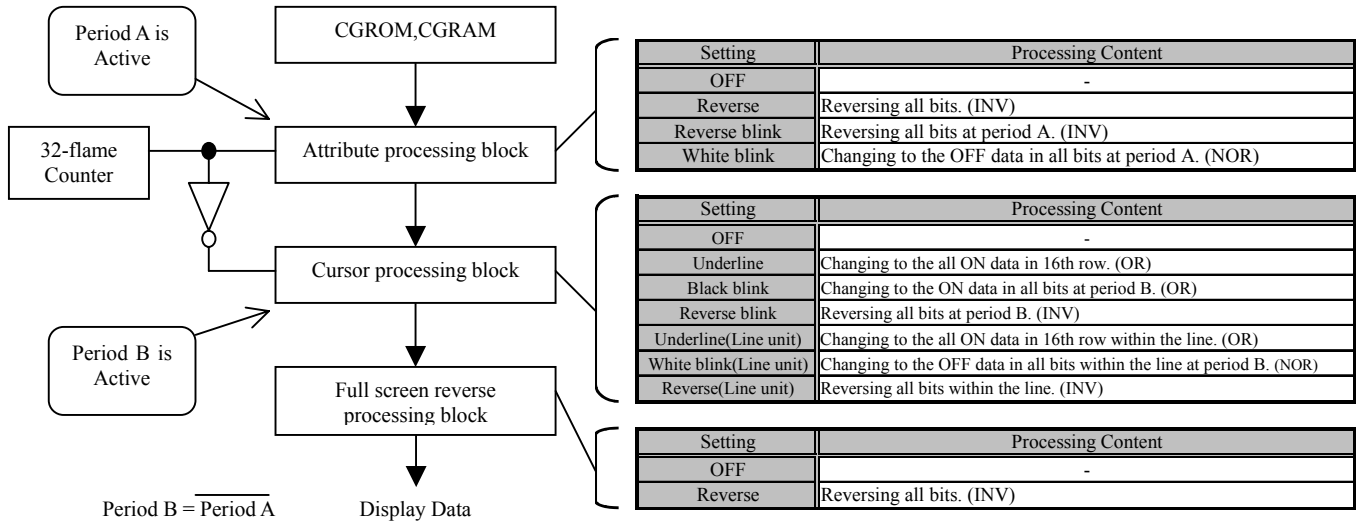 Period A is
Active
CGROM,CGRAM
32-flame
Counter
Attribute processing block
Cursor processing block
Period B is
Active
Full screen reverse
processing block
Period B = Period A
Display Data
Setting Processing Content
OFF -
Reverse Reversing all bits. (INV)
Reverse blink Reversing all bits at period A. (INV)
White blink Changing to the OFF data in all bits at period A. (NOR)
Setting Processing Content
OFF -
Underline Changing to the all ON data in 16th row. (OR)
Black blink Changing to the ON data in all bits at period B. (OR)
Reverse blink Reversing all bits at period B. (INV)
Underline(Line unit) Changing to the all ON data in 16th row within the line. (OR)
White blink(Line unit) Changing to the OFF data in all bits within the line at period B. (NOR)
Reverse(Line unit) Reversing all bits within the line. (INV)
Setting Processing Content
OFF -
Reverse Reversing all bits. (INV)